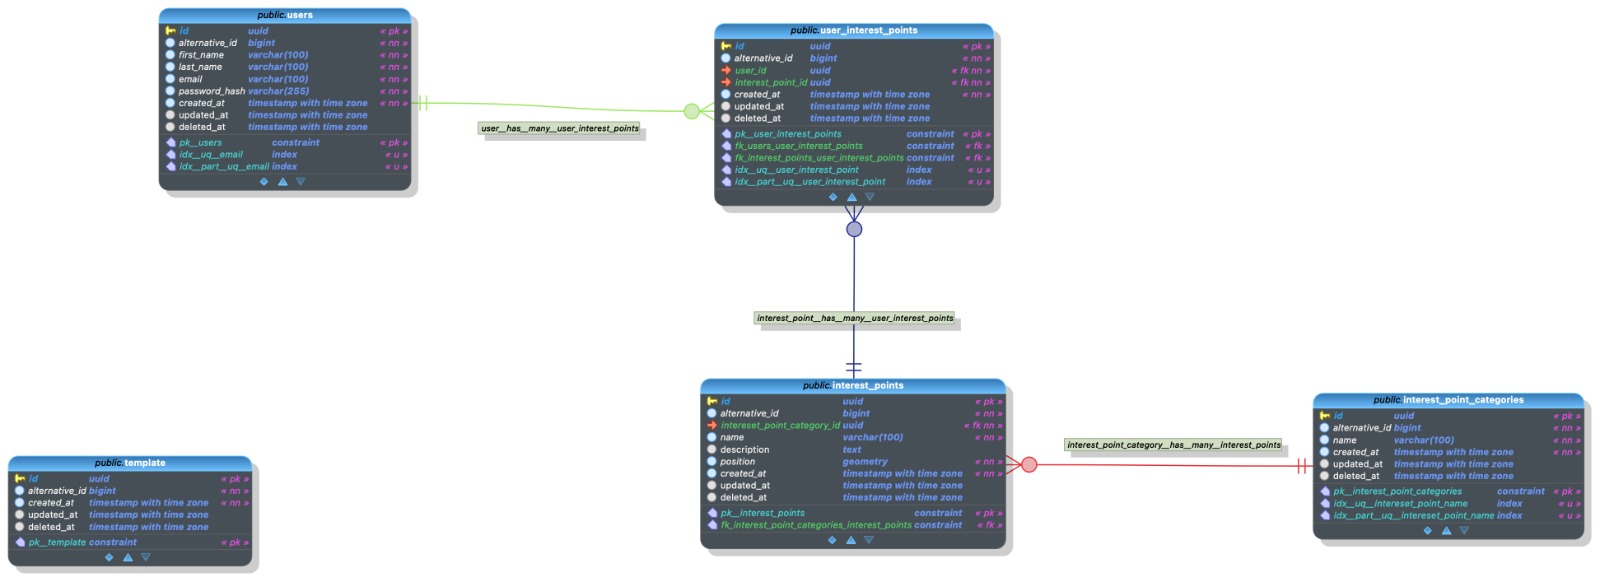 public.users
id uuid « pk »
alternative_id bigint « nn »
first_name varchar(100) « nn »
last_name varchar(100) « nn »
email varchar(100) « nn »
password_hash varchar(255) « nn »
created_at timestamp with time zone « nn »
updated_at timestamp with time zone
deleted_at timestamp with time zone
pk__users constraint « pk »
idx__uq__email index « u »
idx__part__uq__email index « u »
user__has__many__user_interest_points
public.user_interest_points
id uuid « pk »
alternative_id bigint « nn »
user_id uuid « fk nn »
interest_point_id uuid « fk nn »
created_at timestamp with time zone « nn »
updated_at timestamp with time zone
deleted_at timestamp with time zone
pk__user_interest_points constraint « pk »
fk_users_user_interest_points constraint « fk »
fk_interest_points_user_interest_points constraint « fk »
idx__uq__user_interest_point index « u »
idx__part__uq__user_interest_point index « u »
interest_point__has__many__user_interest_points
public.interest_points
id uuid « pk »
alternative_id bigint « nn »
intereset_point_category_id uuid « fk nn »
name varchar(100) « nn »
description text
position geometry « nn »
created_at timestamp with time zone « nn »
updated_at timestamp with time zone
deleted_at timestamp with time zone
pk__interest_points constraint « pk »
fk_interest_point_categories_interest_points constraint « fk »
interest_point_category__has__many__interest_points
public.interest_point_categories
id uuid « pk »
alternative_id bigint « nn »
name varchar(100) « nn »
created_at timestamp with time zone « nn »
updated_at timestamp with time zone
deleted_at timestamp with time zone
pk__interest_point_categories constraint « pk »
idx__uq__intereset_point_name index « u »
idx__part__uq__intereset_point_name index « u »
public.template
id uuid « pk »
alternative_id bigint « nn »
created_at timestamp with time zone « nn »
updated_at timestamp with time zone
deleted_at timestamp with time zone
pk__template constraint « pk »